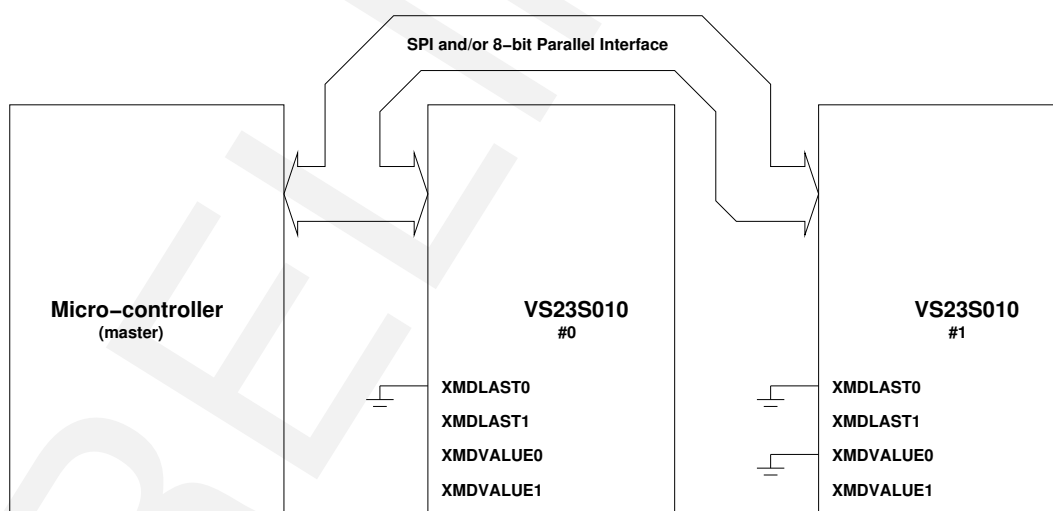 SPI and/or 8−bit Parallel Interface
Micro−controller
(master)
VS23S010
#0
XMDLAST0
XMDLAST1
XMDVALUE0
XMDVALUE1
VS23S010
#1
XMDLAST0
XMDLAST1
XMDVALUE0
XMDVALUE1